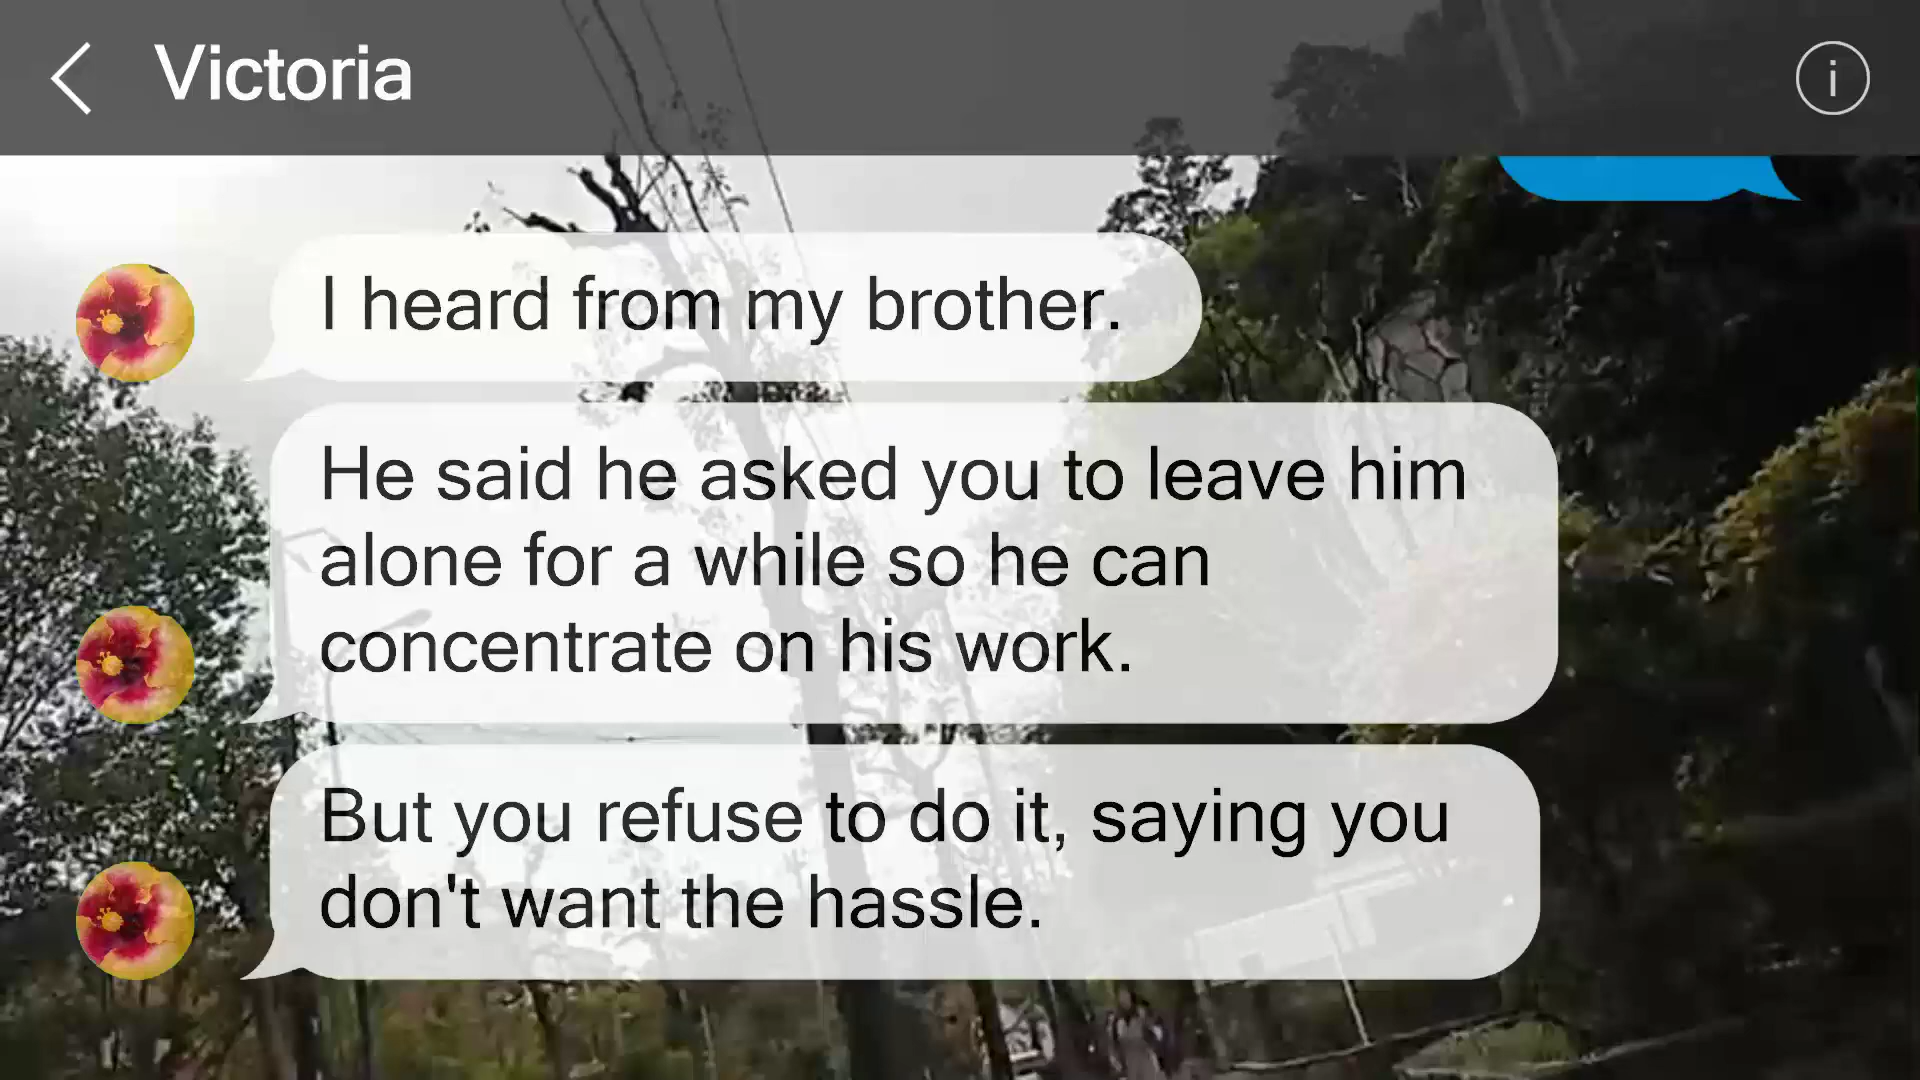 Victoria
I heard from my brother.
He said he asked you to leave him
alone for a while so he can
concentrate on his work.
But you refuse to do it, saying you
don't want the hassle.